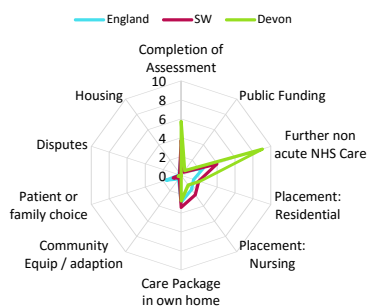 England SW Devon
Completion of
Assessment
Public Funding
Further non
acute NHS Care
Placement:
Residential
Placement:
Nursing
Care Package
in own home
Community
Equip / adaption
Patient or
family choice
Disputes
Housing
10
8
6
4
2
0